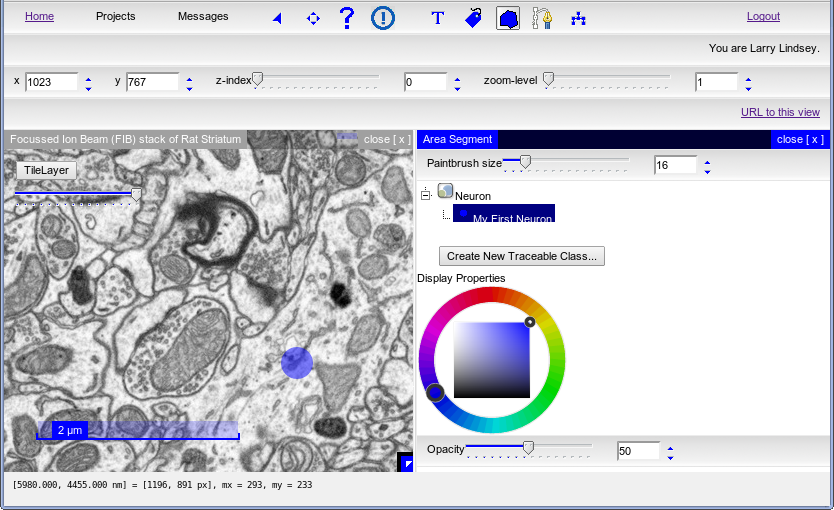 Home Projects Messages ? ! T Logout
You are Larry Lindsey.
x 1023 y 767 z-index 0 zoom-level 1
URL to this view
Focussed Ion Beam (FIB) stack of Rat Striatum close [ x ]
Area Segment close [ x ]
TileLayer
Paintbrush size 16
Neuron
My First Neuron
Create New Traceable Class...
Display Properties
2 µm
Opacity 50
[5980.000, 4455.000 nm] = [1196, 891 px], mx = 293, my = 233